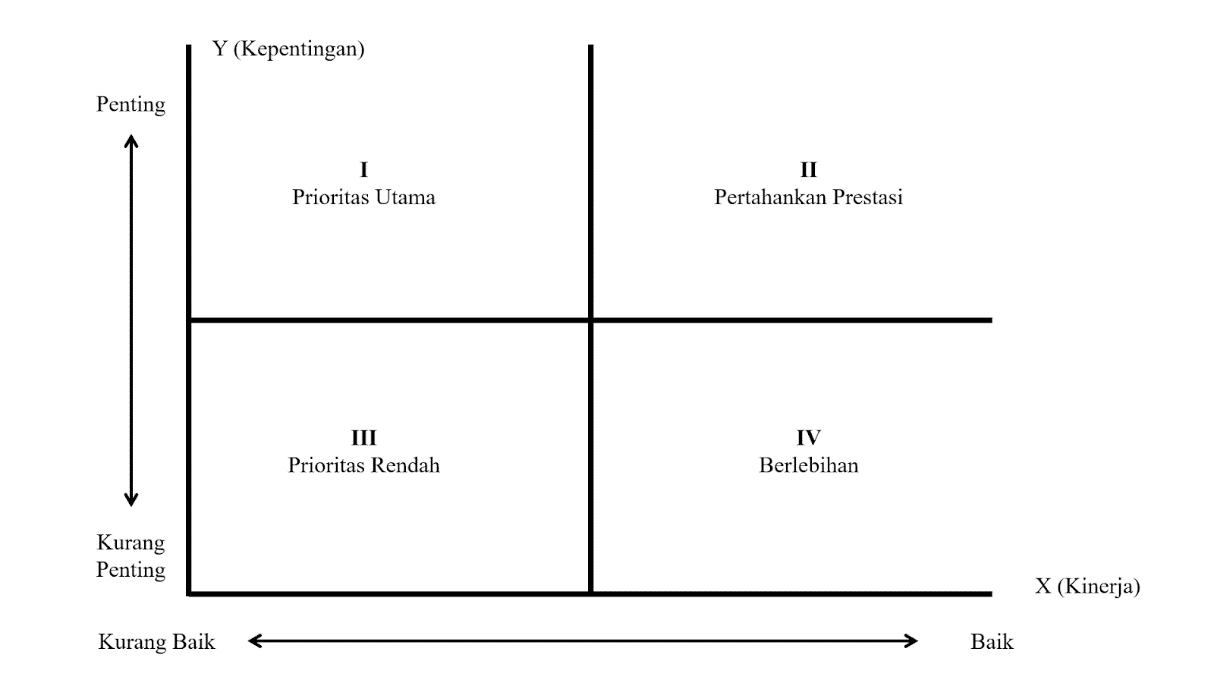 Y (Kepentingan)
Penting
I
Prioritas Utama
II
Pertahankan Prestasi
III
Prioritas Rendah
IV
Berlebihan
Kurang
Penting
X (Kinerja)
Kurang Baik
Baik